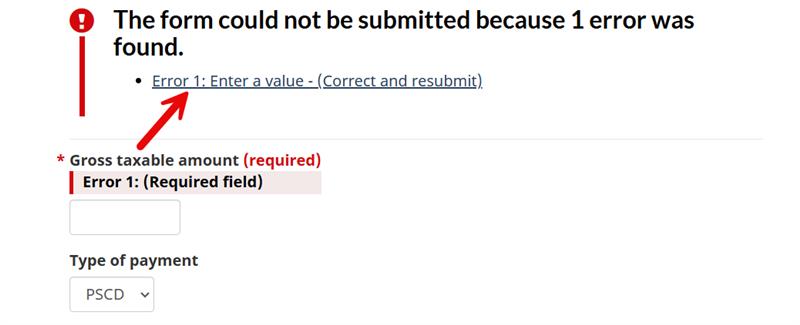 The form could not be submitted because 1 error was
found.
Error 1: Enter a value - (Correct and resubmit)
* Gross taxable amount (required)
Error 1: (Required field)
Type of payment
PSCD